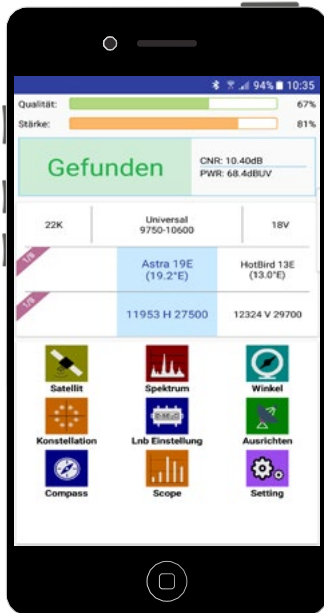 94% 10:35
Qualität: 67%
Stärke: 81%
Gefunden
CNR: 10.40dB
PWR: 68.4dBUV
22K
Universal
9750-10600
18V
1/8
Astra 19E
(19.2°E)
HotBird 13E
(13.0°E)
1/8
11953 H 27500
12324 V 29700
Satellit Spektrum Winkel
Konstellation Lnb Einstellung Ausrichten
Compass Scope Setting